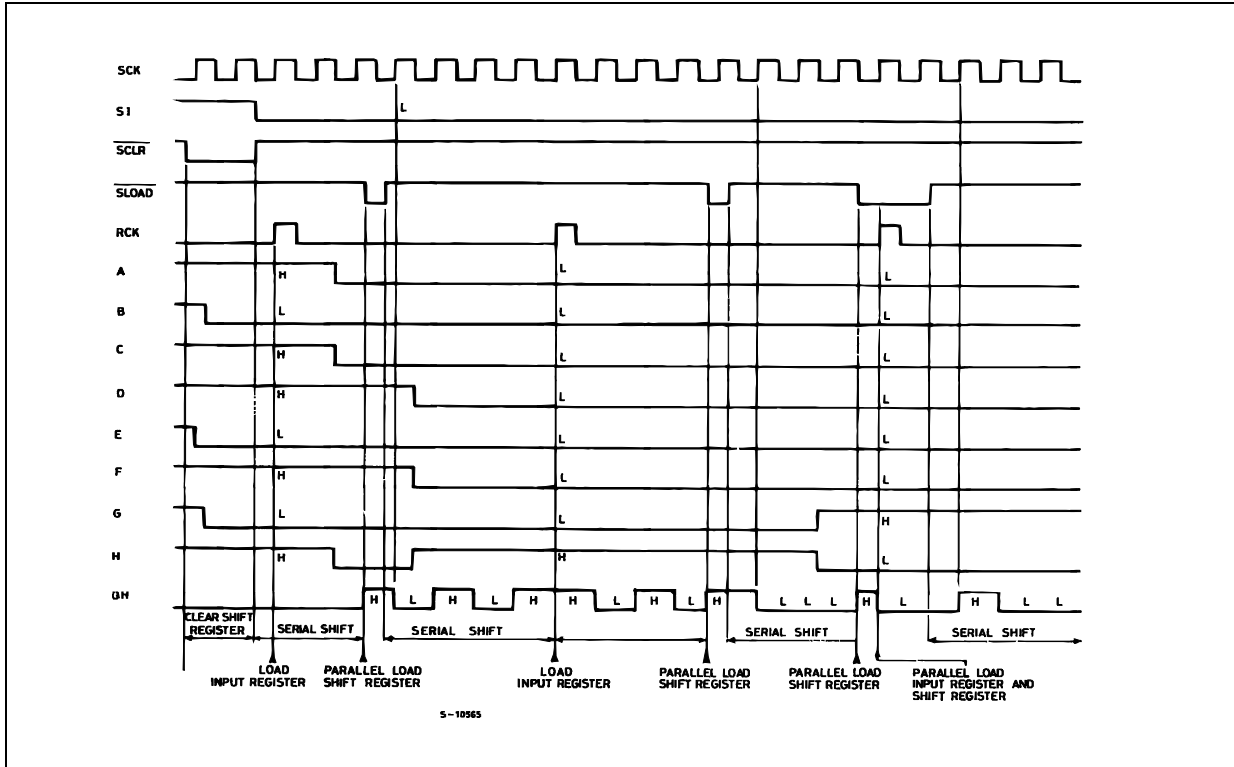 SCK
SI L
SCLR
SLOAD
RCK
A H L L
B L L L
C H L L
D H L L
E L L L
F H L L
G L L H
H H H L
QH H L H L H H L H L H L L L H L H L L
CLEAR SHIFT
REGISTER
SERIAL SHIFT
SERIAL SHIFT
SERIAL SHIFT
SERIAL SHIFT
LOAD
INPUT REGISTER
PARALLEL LOAD
SHIFT REGISTER
LOAD
INPUT REGISTER
PARALLEL LOAD
SHIFT REGISTER
PARALLEL LOAD
SHIFT REGISTER
PARALLEL LOAD
INPUT REGISTER AND
SHIFT REGISTER
S-10565